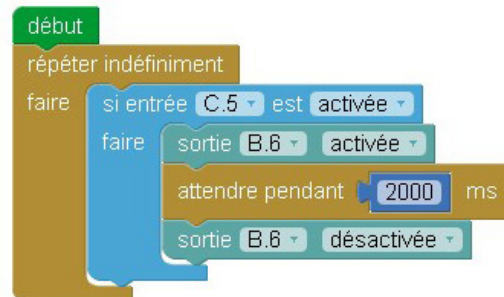 début
répéter indéfiniment
faire si entrée C.5 est activée
faire sortie B.6 activée
attendre pendant 2000 ms
sortie B.6 désactivée